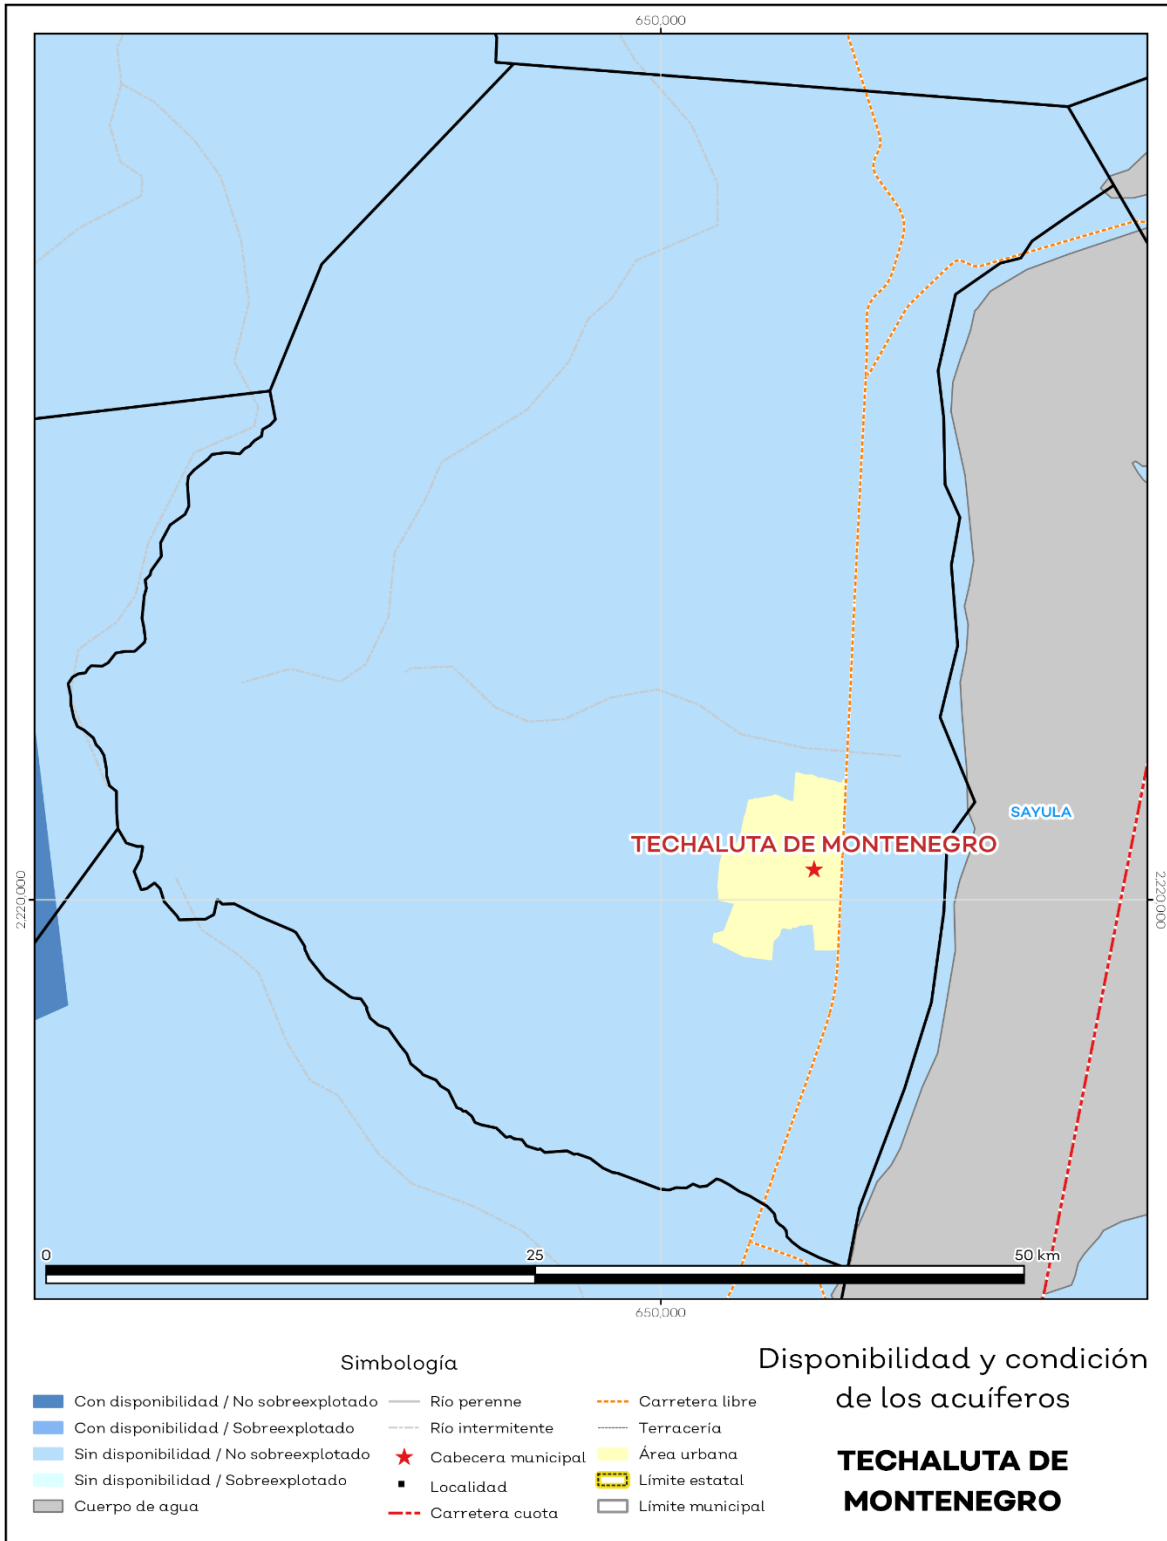 650,000
SAYULA
TECHALUTA DE MONTENEGRO
2220,000
2220,000
0
25
50 km
650,000
Simbología
Con disponibilidad / No sobreexplotado
Con disponibilidad / Sobreexplotado
Sin disponibilidad / No sobreexplotado
Sin disponibilidad / Sobreexplotado
Cuerpo de agua
Río perenne
Río intermitente
Cabecera municipal
Localidad
Carretera cuota
Carretera libre
Terracería
Área urbana
Límite estatal
Límite municipal
Disponibilidad y condición
de los acuíferos
TECHALUTA DE
MONTENEGRO